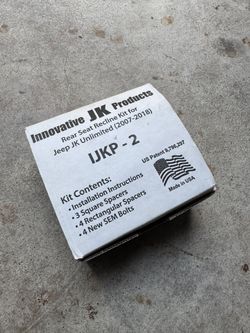 Innovative JK Products
Rear Seat Recline Kit for
Jeep JK Unlimited (2007-2018)
IJKP - 2
US Patent 9,796,297
Made in USA
Kit Contents:
• Installation Instructions
• 3 Square Spacers
• 4 Rectangular Spacers
• 4 New SEM Bolts